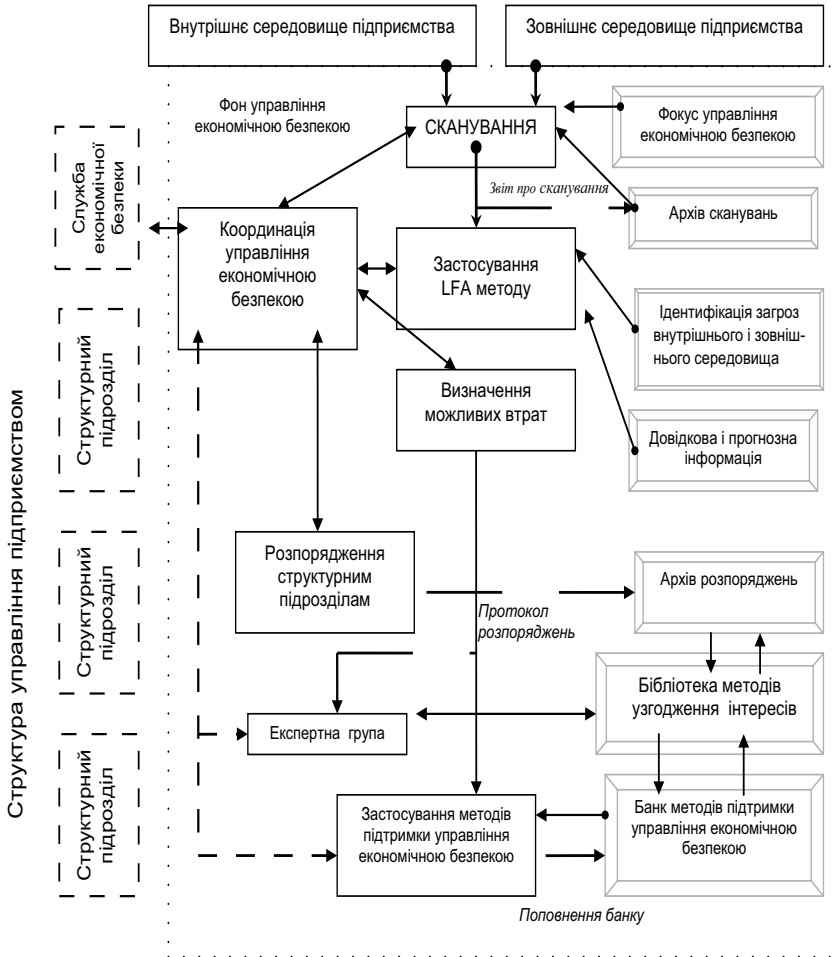 Внутрішнє середовище підприємства
Зовнішнє середовище підприємства
Фон управління
економічною безпекою
СКАНУВАННЯ
Фокус управління
економічною безпекою
Служба
економічної
безпеки
Звіт про сканування
Архів сканувань
Координація
управління
економічною
безпекою
Застосування
LFA методу
Ідентифікація загроз
внутрішнього і зовніш-
нього середовища
Структурний
підрозділ
Визначення
можливих втрат
Довідкова і прогнозна
інформація
Структура управління підприємством
Структурний
підрозділ
Розпорядження
структурним
підрозділам
Протокол
розпоряджень
Архів розпоряджень
Бібліотека методів
узгодження інтересів
Експертна група
Структурний
підрозділ
Застосування методів
підтримки управління
економічною безпекою
Банк методів підтримки
управління економічною
безпекою
Поповнення банку